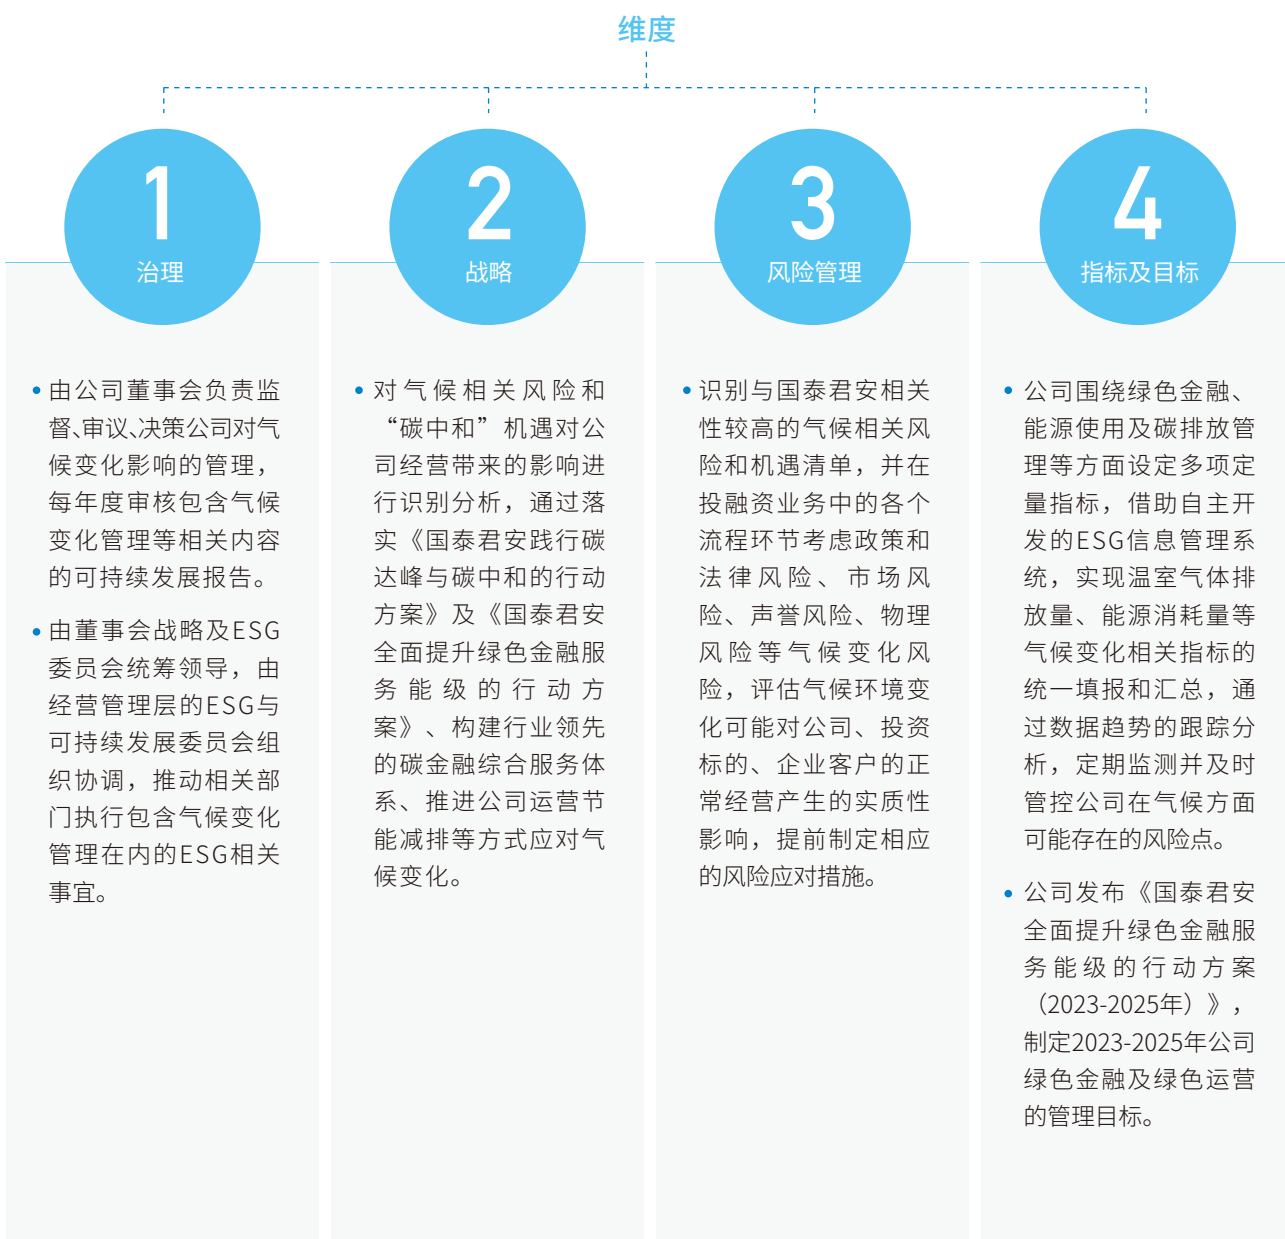 维度
1
治理
• 由公司董事会负责监
督、审议、决策公司对气
候变化影响的管理，
每年度审核包含气候
变化管理等相关内容
的可持续发展报告。
• 由董事会战略及ESG
委员会统筹领导，由
经营管理层的ESG与
可持续发展委员会组
织协调，推动相关部
门执行包含气候变化
管理在内的ESG相关
事宜。
2
战略
• 对气候相关风险和
“碳中和”机遇对公
司经营带来的影响进
行识别分析，通过落
实《国泰君安践行碳
达峰与碳中和的行动
方案》及《国泰君安
全面提升绿色金融服
务能级的行动方
案》、构建行业领先
的碳金融综合服务体
系、推进公司运营节
能减排等方式应对气
候变化。
3
风险管理
• 识别与国泰君安相关
性较高的气候相关风
险和机遇清单，并在
投融资业务中的各个
流程环节考虑政策和
法律风险、市场风
险、声誉风险、物理
风险等气候变化风
险，评估气候环境变
化可能对公司、投资
标的、企业客户的正
常经营产生的实质性
影响，提前制定相应
的风险应对措施。
4
指标及目标
• 公司围绕绿色金融、
能源使用及碳排放管
理等方面设定多项定
量指标，借助自主开
发的ESG信息管理系
统，实现温室气体排
放量、能源消耗量等
气候变化相关指标的
统一填报和汇总，通
过数据趋势的跟踪分
析，定期监测并及时
管控公司在气候方面
可能存在的风险点。
• 公司发布《国泰君安
全面提升绿色金融服
务能级的行动方案
（2023-2025年）》，
制定2023-2025年公司
绿色金融及绿色运营
的管理目标。